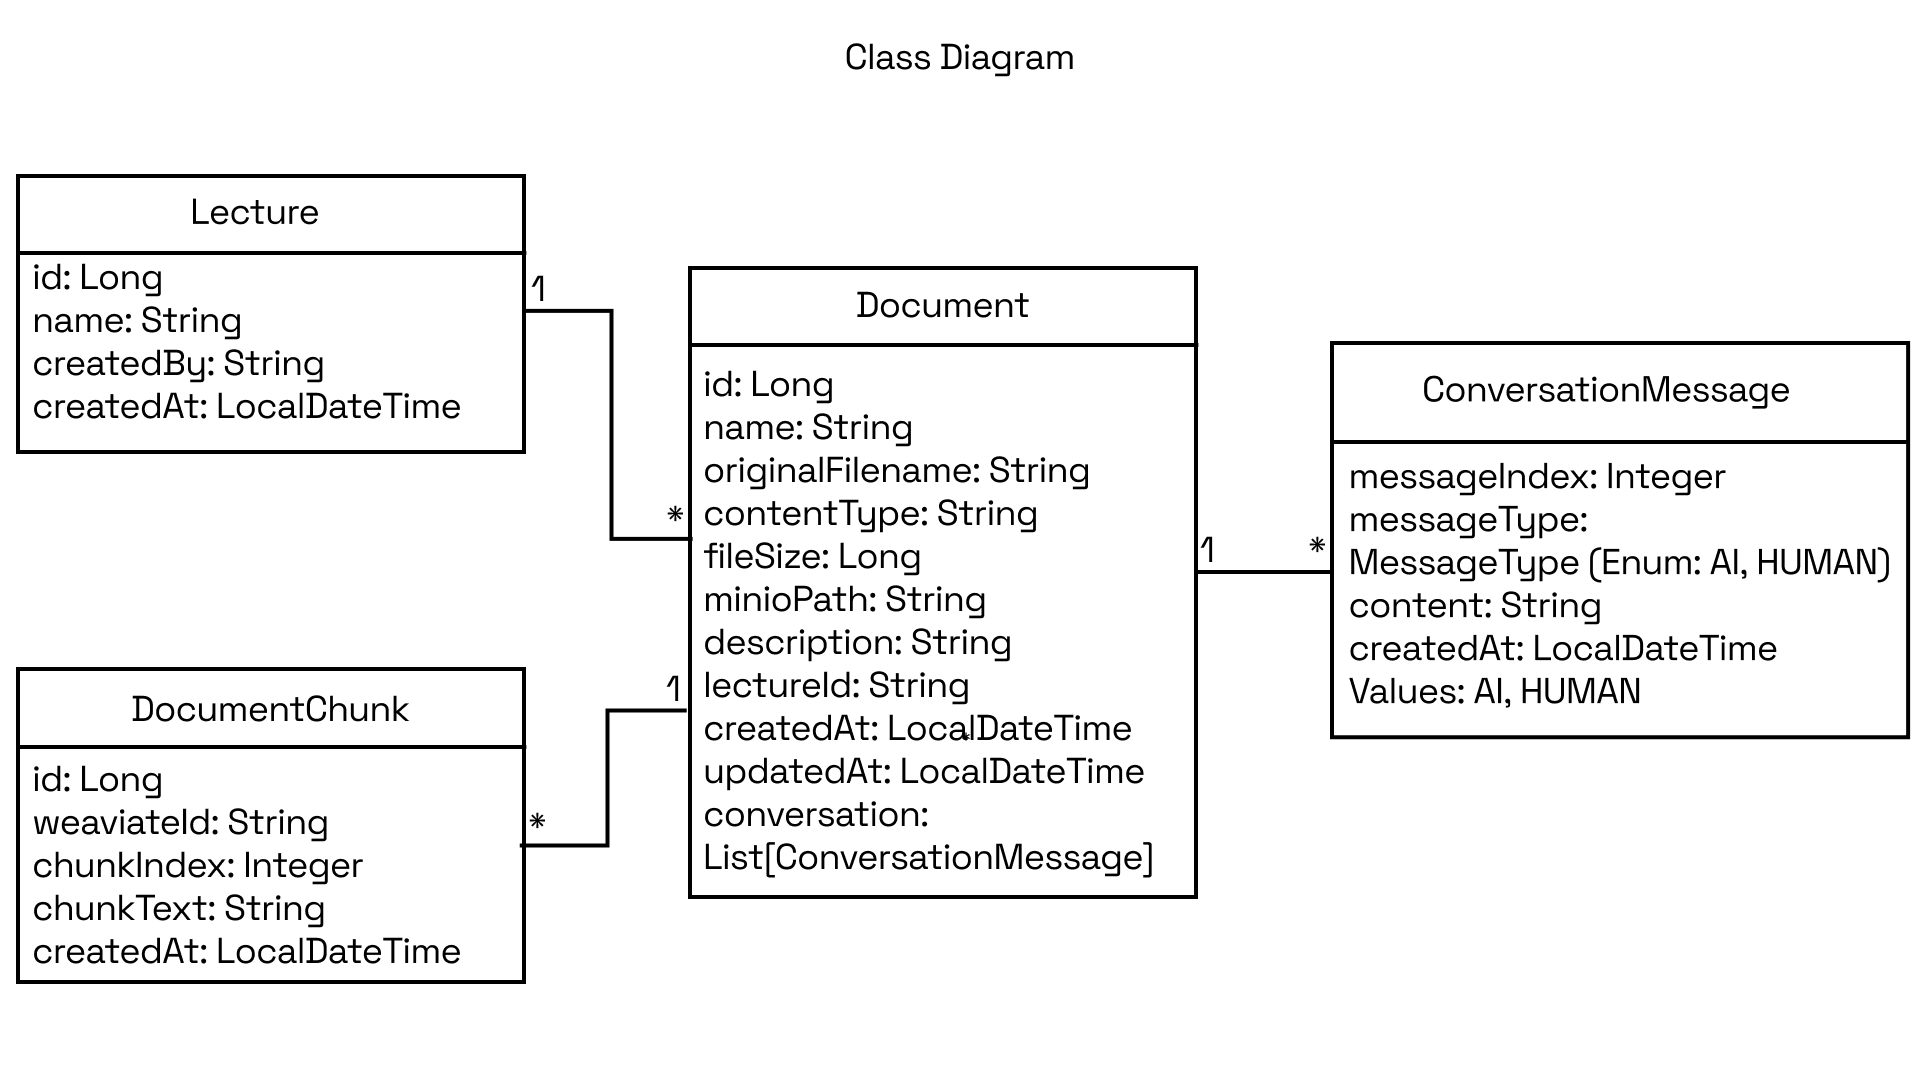 Class Diagram
Lecture
id: Long
name: String
createdBy: String
createdAt: LocalDateTime
1
*
Document
id: Long
name: String
originalFilename: String
contentType: String
fileSize: Long
minioPath: String
description: String
lectureId: String
createdAt: LocalDateTime
updatedAt: LocalDateTime
conversation:
List[ConversationMessage]
1
*
ConversationMessage
messageIndex: Integer
messageType:
MessageType (Enum: AI, HUMAN)
content: String
createdAt: LocalDateTime
Values: AI, HUMAN
1
*
DocumentChunk
id: Long
weaviateId: String
chunkIndex: Integer
chunkText: String
createdAt: LocalDateTime